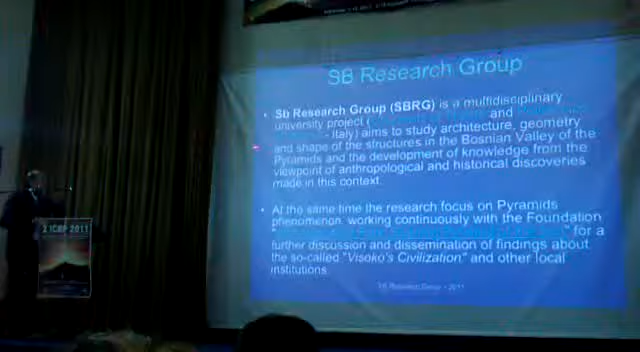 SB Research Group
• Sb Research Group (SBRG) is a multidisciplinary
university project ( and
- Italy) aims to study architecture, geometry
and shape of the structures in the Bosnian Valley of the
Pyramids and the development of knowledge from the
viewpoint of anthropological and historical discoveries
made in this context.
• At the same time the research focus on Pyramids
phenomenon, working continuously with the Foundation
" " for a
further discussion and dissemination of findings about
the so-called "Visoko's Civilization" and other local
institutions.
SB Research Group - 2011
2 ICBP 2011